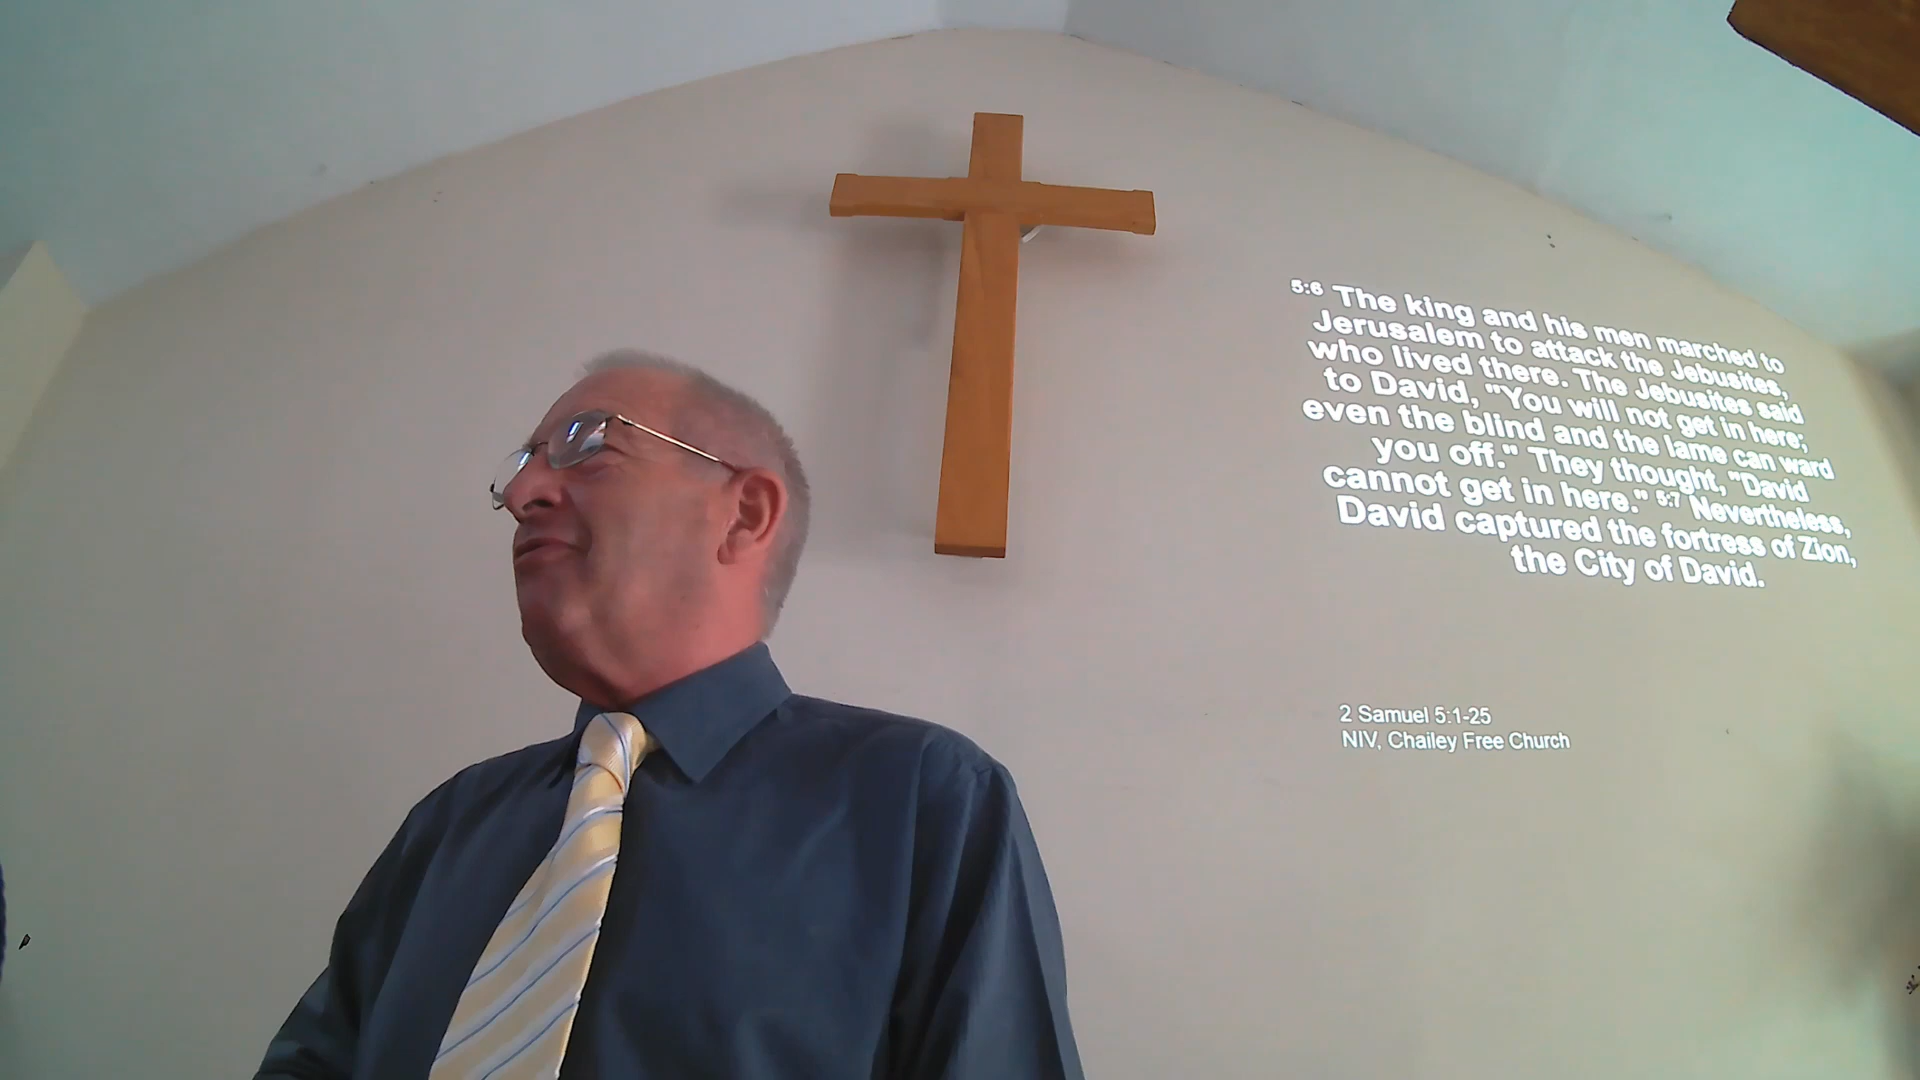 5:6 The king and his men marched to
Jerusalem to attack the Jebusites,
who lived there. The Jebusites said
to David, "You will not get in here;
even the blind and the lame can ward
you off." They thought, "David
cannot get in here." 5:7 Nevertheless,
David captured the fortress of Zion,
the City of David.
2 Samuel 5:1-25
NIV, Chailey Free Church